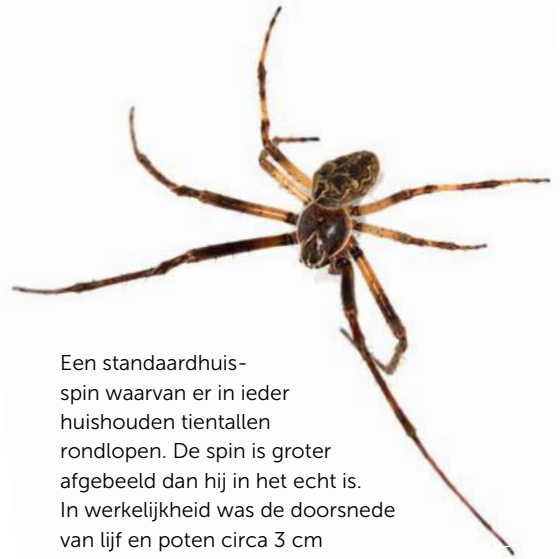 Een standaardhuis-
spin waarvan er in ieder
huishouden tientallen
rondlopen. De spin is groter
afgebeeld dan hij in het echt is.
In werkelijkheid was de doorsnede
van lijf en poten circa 3 cm